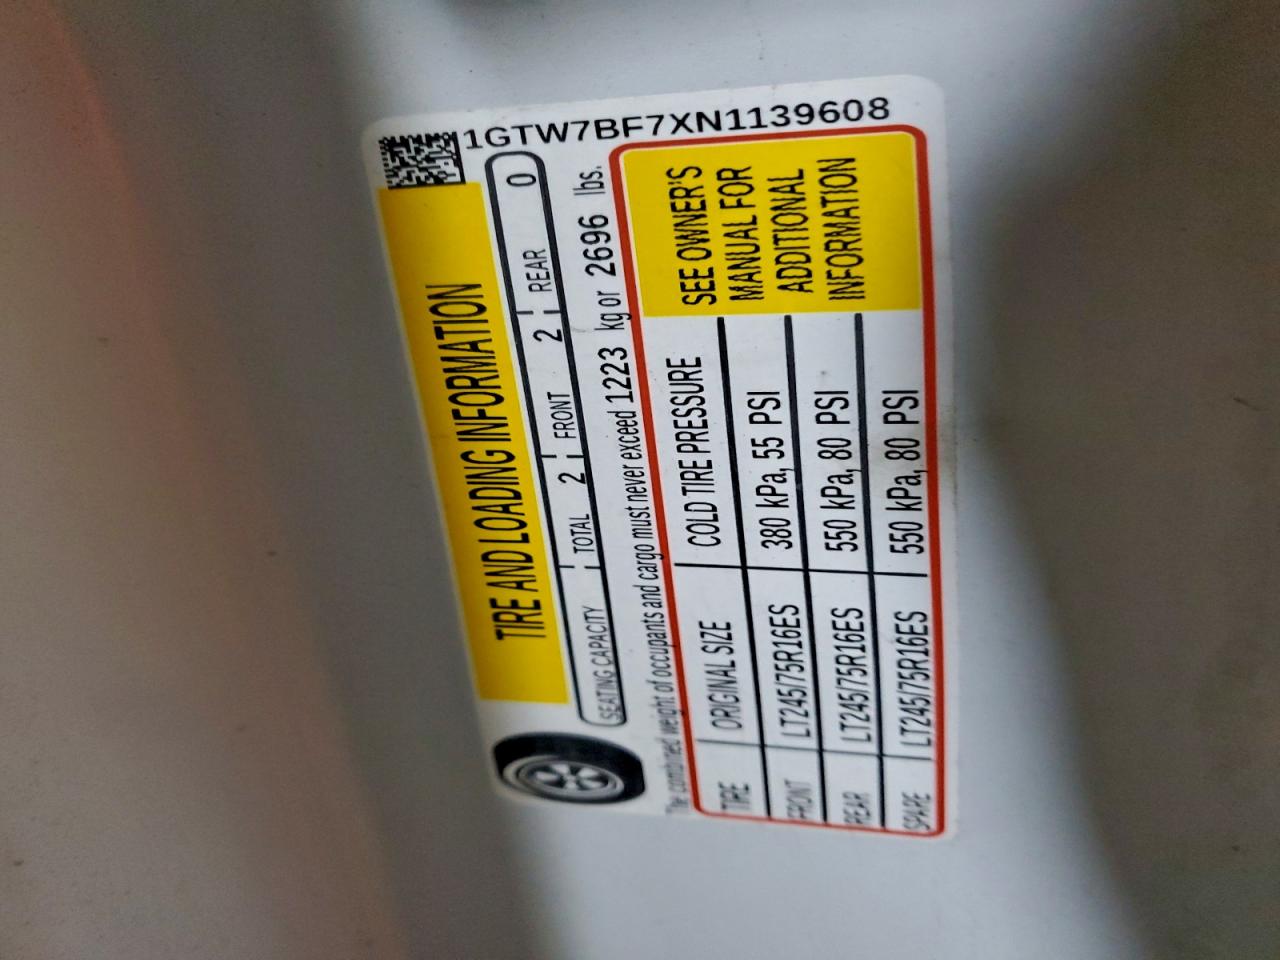 1GTW7BF7XN1139608
TIRE AND LOADING INFORMATION
SEATING CAPACITY TOTAL 2 FRONT 2 REAR 0
The combined weight of occupants and cargo must never exceed 1223 kg or 2696 lbs.
TIRE ORIGINAL SIZE COLD TIRE PRESSURE
FRONT LT245/75R16ES 380 kPa, 55 PSI
REAR LT245/75R16ES 550 kPa, 80 PSI
SPARE LT245/75R16ES 550 kPa, 80 PSI
SEE OWNER'S
MANUAL FOR
ADDITIONAL
INFORMATION